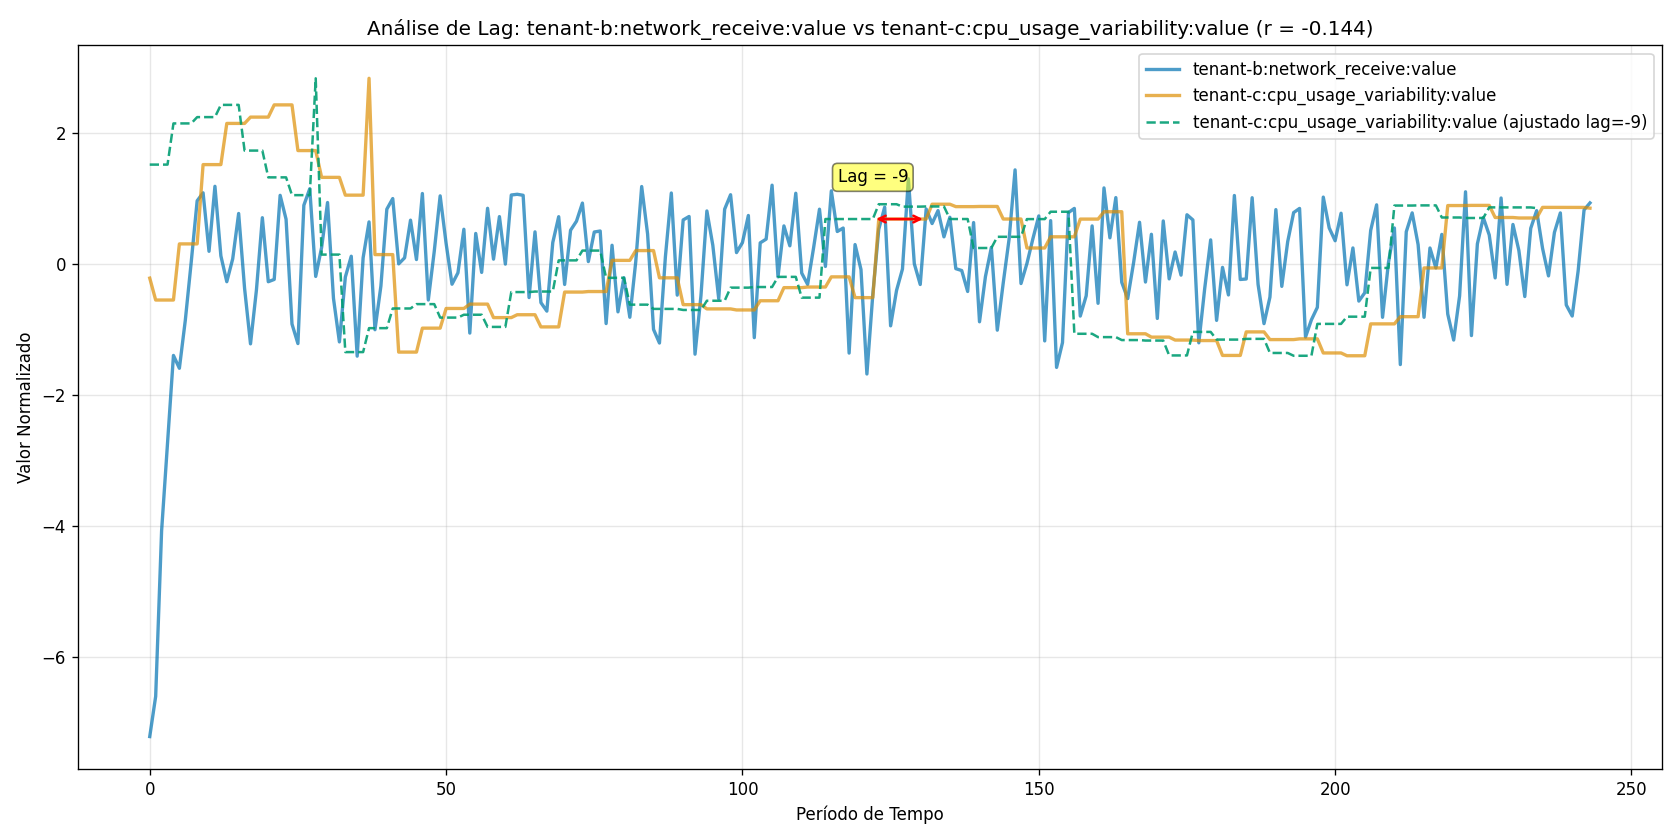 Análise de Lag: tenant-b:network_receive:value vs tenant-c:cpu_usage_variability:value (r = -0.144)
tenant-b:network_receive:value
tenant-c:cpu_usage_variability:value
tenant-c:cpu_usage_variability:value (ajustado lag=-9)
Lag = -9
Valor Normalizado
2
0
−2
−4
−6
0
50
100
150
200
250
Período de Tempo